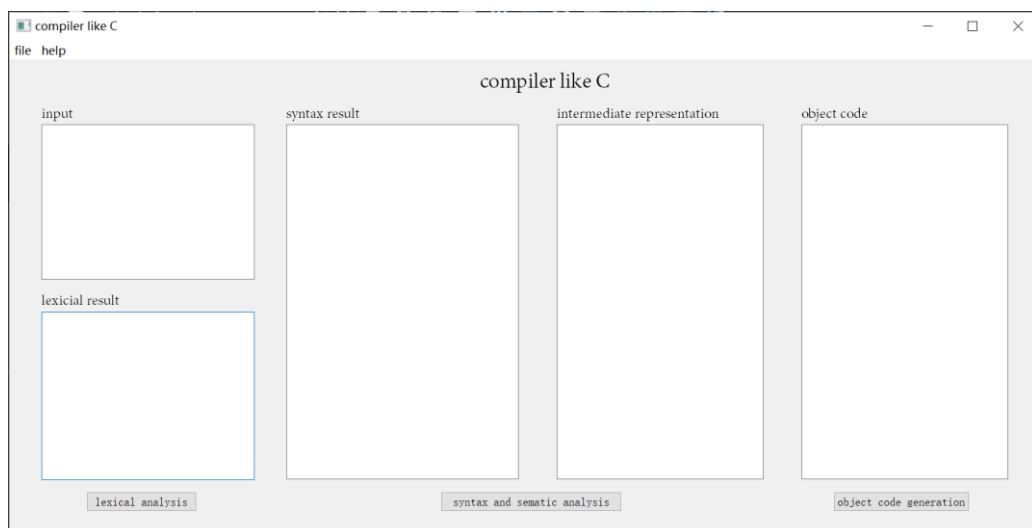 compiler like C
file help
compiler like C
input syntax result intermediate representation object code
lexicial result
lexical analysis syntax and sematic analysis object code generation